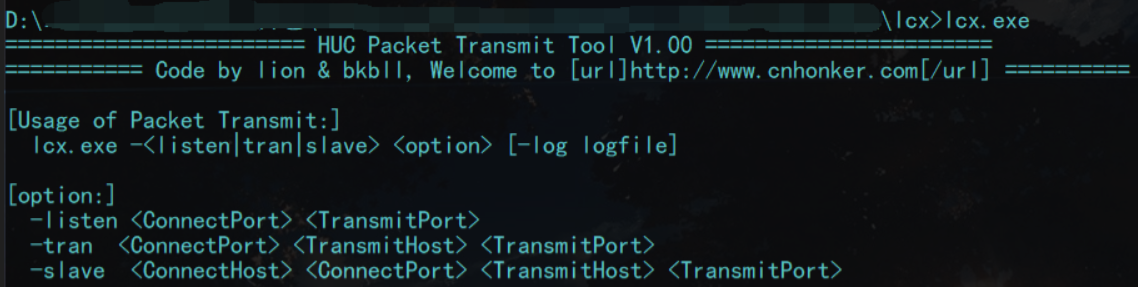 D:\ \lcx>lcx.exe
======================== HUC Packet Transmit Tool V1.00 =======================
=========== Code by lion & bkbll, Welcome to [url]http://www.cnhonker.com[/url] ==========
[Usage of Packet Transmit:]
lcx.exe -<listen|tran|slave> <option> [-log logfile]
[option:]
-listen <ConnectPort> <TransmitPort>
-tran <ConnectPort> <TransmitHost> <TransmitPort>
-slave <ConnectHost> <ConnectPort> <TransmitHost> <TransmitPort>